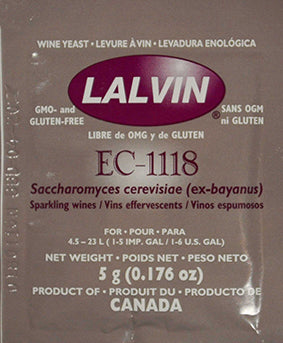 WINE YEAST • LEVURE À VIN • LEVADURA ENOLÓGICA
LALVIN®
GMO- and GLUTEN-FREE
SANS OGM ni GLUTEN
LIBRE de OMG y de GLUTEN
EC-1118
Saccharomyces cerevisiae (ex-bayanus)
Sparkling wines / Vins effervescents / Vinos espumosos
FOR • POUR • PARA
4.5 – 23 L ( 1-5 IMP. GAL / 1-6 U.S. GAL)
NET WEIGHT • POIDS NET • PESO NETO
5 g (0.176 oz)
PRODUCT OF • PRODUIT DU • PRODUCTO DE
CANADA